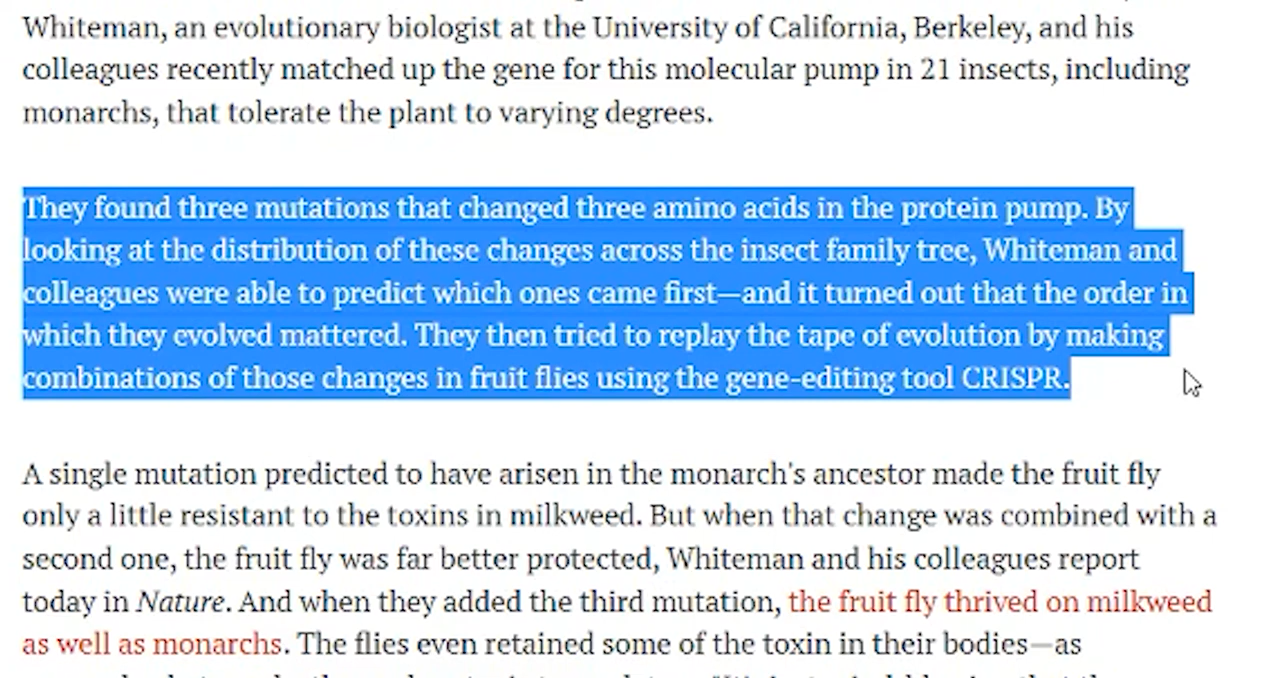 Whiteman, an evolutionary biologist at the University of California, Berkeley, and his
colleagues recently matched up the gene for this molecular pump in 21 insects, including
monarchs, that tolerate the plant to varying degrees.
They found three mutations that changed three amino acids in the protein pump. By
looking at the distribution of these changes across the insect family tree, Whiteman and
colleagues were able to predict which ones came first—and it turned out that the order in
which they evolved mattered. They then tried to replay the tape of evolution by making
combinations of those changes in fruit flies using the gene-editing tool CRISPR.
A single mutation predicted to have arisen in the monarch's ancestor made the fruit fly
only a little resistant to the toxins in milkweed. But when that change was combined with a
second one, the fruit fly was far better protected, Whiteman and his colleagues report
today in Nature. And when they added the third mutation, the fruit fly thrived on milkweed
as well as monarchs. The flies even retained some of the toxin in their bodies—as